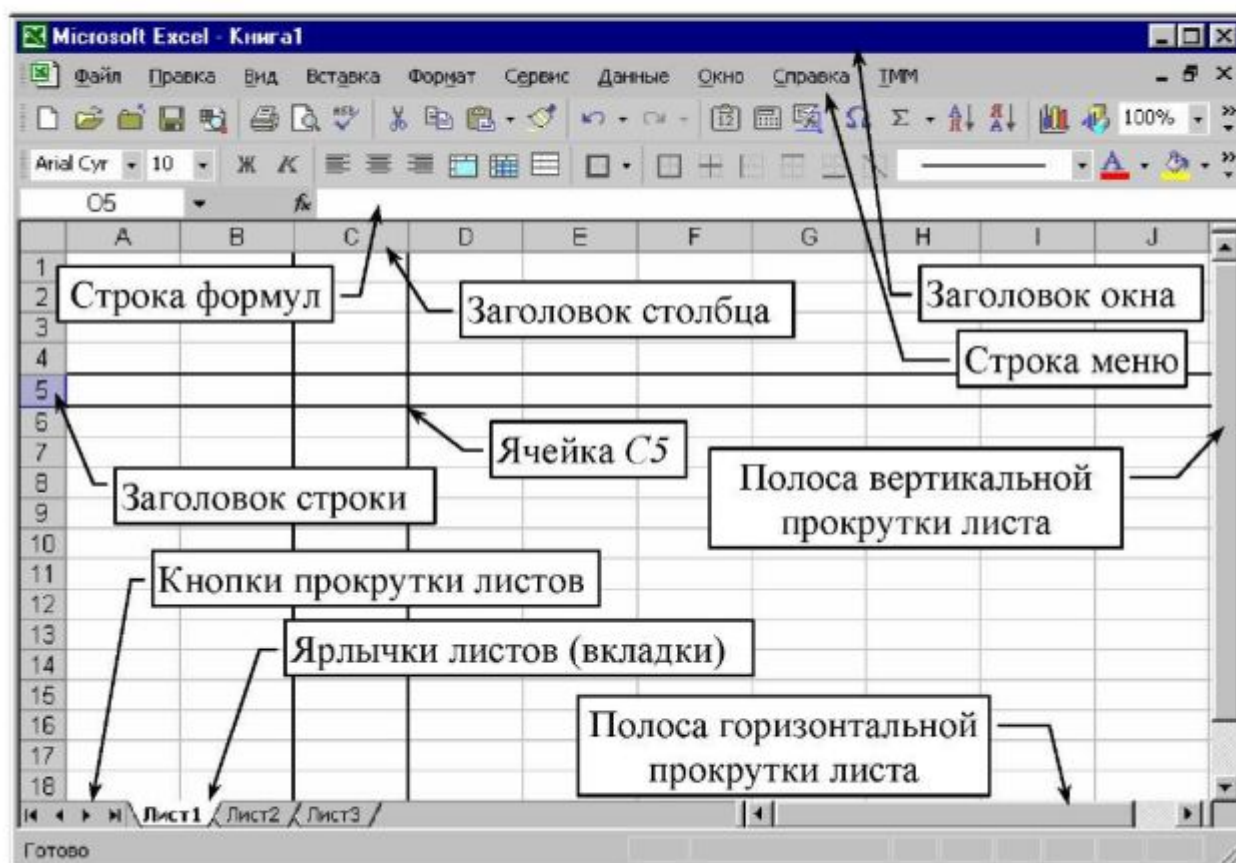 Microsoft Excel - Книга1
Файл Правка Вид Вставка Формат Сервис Данные Окно Справка IMM
100%
Arial Cyr 10 Ж К
O5 fx
A B C D E F G H I J
1
2
3
4
5
6
7
8
9
10
11
12
13
14
15
16
17
18
Строка формул
Заголовок столбца
Заголовок окна
Строка меню
Ячейка C5
Заголовок строки
Полоса вертикальной
прокрутки листа
Кнопки прокрутки листов
Ярлычки листов (вкладки)
Полоса горизонтальной
прокрутки листа
Лист1 Лист2 Лист3
Готово